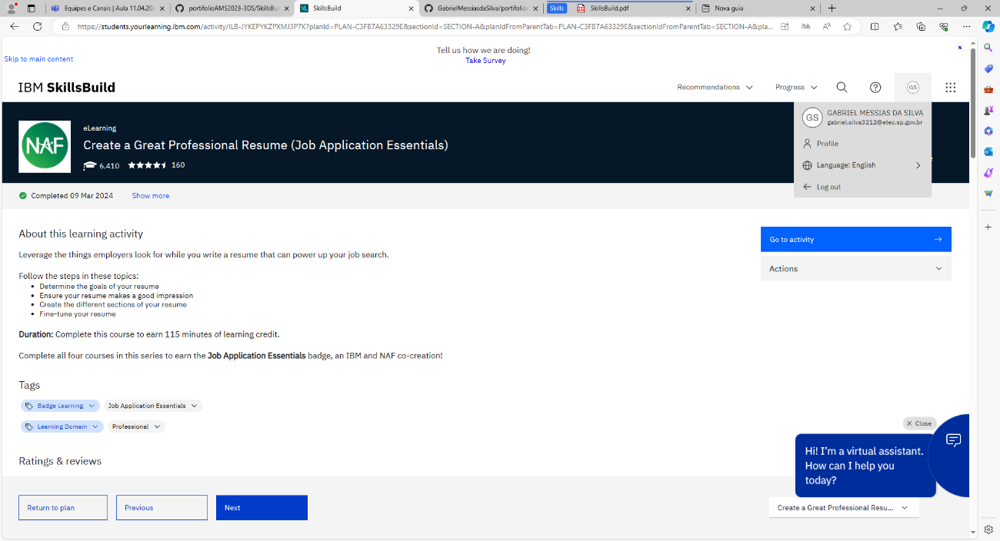 Equipes e Canais | Aula 11.04.202
portifolioAMS2023-3DS/SkillsBu
SkillsBuild
GabrielMessiasdaSilva/portifolio
Skills
SkillsBuild.pdf
Nova guia
https://students.yourlearning.ibm.com/activity/ILB-JYKEPYKZPXMJ3P7K?planId=PLAN-C3FB7A63329E&sectionId=SECTION-A&planIdFromParentTab=PLAN-C3FB7A63329E&sectionIdFromParentTab=SECTION-A&pla...
Tell us how we are doing!
Skip to main content
Take Survey
IBM SkillsBuild
Recommendations
Progress
GS
GS
GABRIEL MESSIAS DA SILVA
gabriel.silva3212@etec.sp.gov.br
Profile
Language: English
Log out
NAF
eLearning
Create a Great Professional Resume (Job Application Essentials)
6.410
160
Completed 09 Mar 2024
Show more
About this learning activity
Leverage the things employers look for while you write a resume that can power up your job search.
Follow the steps in these topics:
• Determine the goals of your resume
• Ensure your resume makes a good impression
• Create the different sections of your resume
• Fine-tune your resume
Duration: Complete this course to earn 115 minutes of learning credit.
Complete all four courses in this series to earn the Job Application Essentials badge, an IBM and NAF co-creation!
Go to activity
Actions
Tags
Badge Learning
Job Application Essentials
Learning Domain
Professional
Ratings & reviews
Close
Hi! I'm a virtual assistant.
How can I help you
today?
Return to plan
Previous
Next
Create a Great Professional Resu...